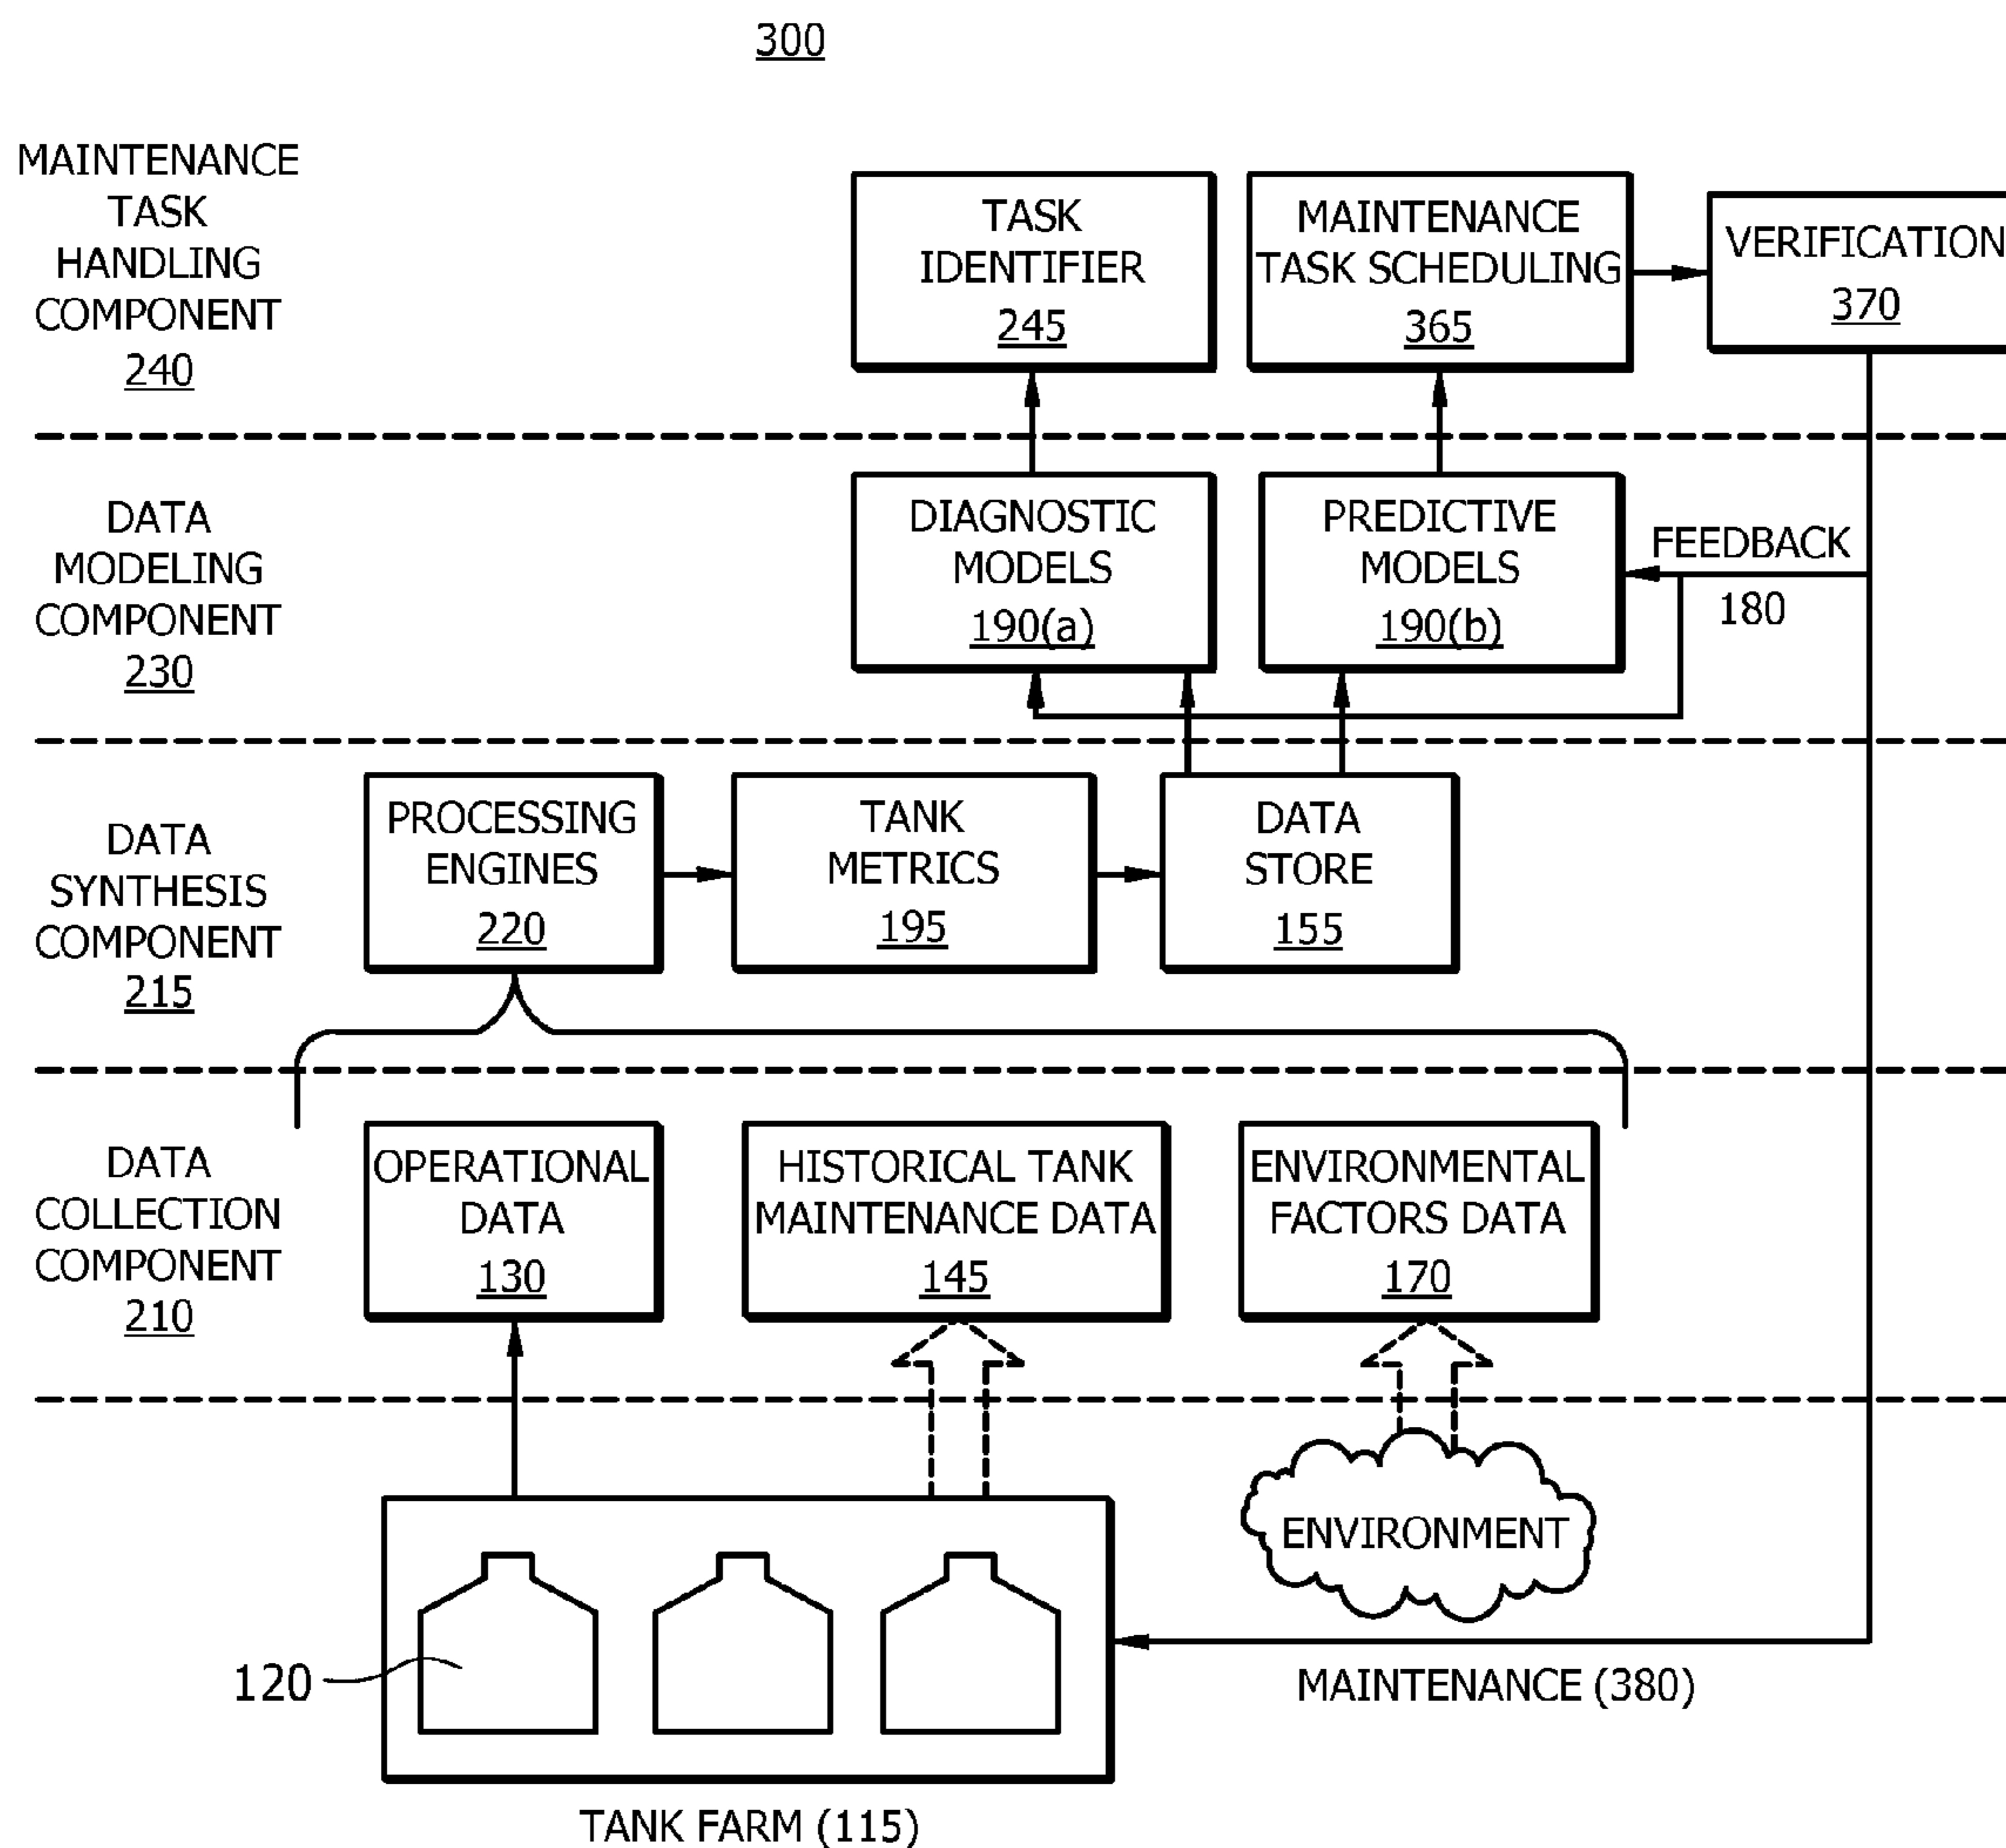 300
MAINTENANCE
TASK
HANDLING
COMPONENT
240
TASK
IDENTIFIER
245
MAINTENANCE
TASK SCHEDULING
365
VERIFICATION
370
DATA
MODELING
COMPONENT
230
DIAGNOSTIC
MODELS
190(a)
PREDICTIVE
MODELS
190(b)
FEEDBACK
180
DATA
SYNTHESIS
COMPONENT
215
PROCESSING
ENGINES
220
TANK
METRICS
195
DATA
STORE
155
DATA
COLLECTION
COMPONENT
210
OPERATIONAL
DATA
130
HISTORICAL TANK
MAINTENANCE DATA
145
ENVIRONMENTAL
FACTORS DATA
170
ENVIRONMENT
120
MAINTENANCE (380)
TANK FARM (115)